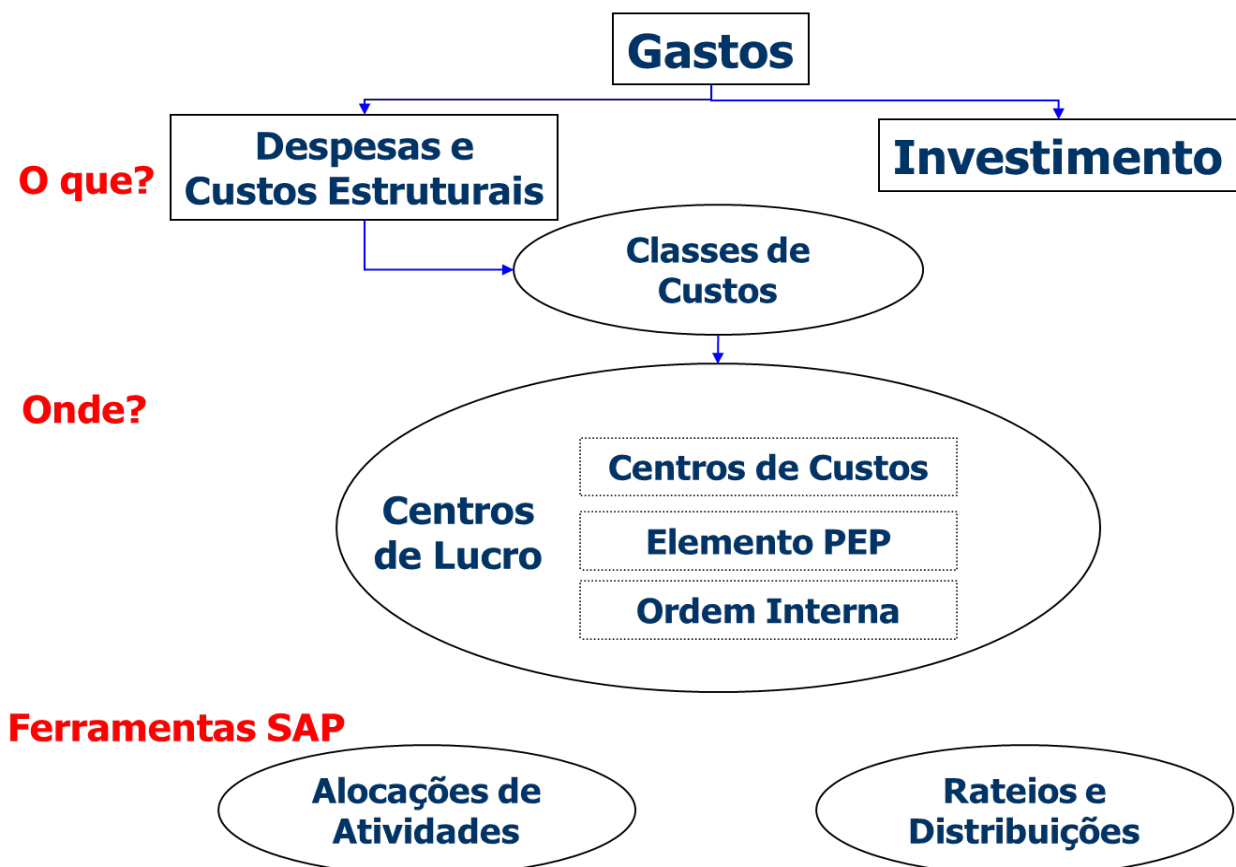 Gastos
Despesas e
Custos Estruturais
Investimento
O que?
Classes de
Custos
Onde?
Centros
de Lucro
Centros de Custos
Elemento PEP
Ordem Interna
Ferramentas SAP
Alocações de
Atividades
Rateios e
Distribuições